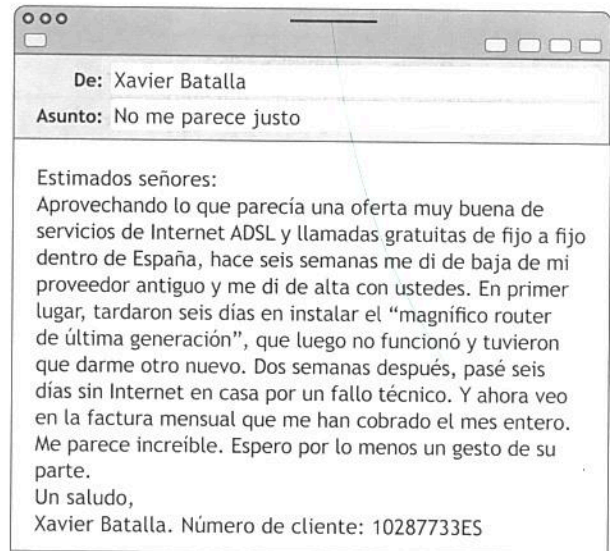 De: Xavier Batalla
Asunto: No me parece justo
Estimados señores:
Aprovechando lo que parecía una oferta muy buena de
servicios de Internet ADSL y llamadas gratuitas de fijo a fijo
dentro de España, hace seis semanas me di de baja de mi
proveedor antiguo y me di de alta con ustedes. En primer
lugar, tardaron seis días en instalar el “magnífico router
de última generación”, que luego no funcionó y tuvieron
que darme otro nuevo. Dos semanas después, pasé seis
días sin Internet en casa por un fallo técnico. Y ahora veo
en la factura mensual que me han cobrado el mes entero.
Me parece increíble. Espero por lo menos un gesto de su
parte.
Un saludo,
Xavier Batalla. Número de cliente: 10287733ES